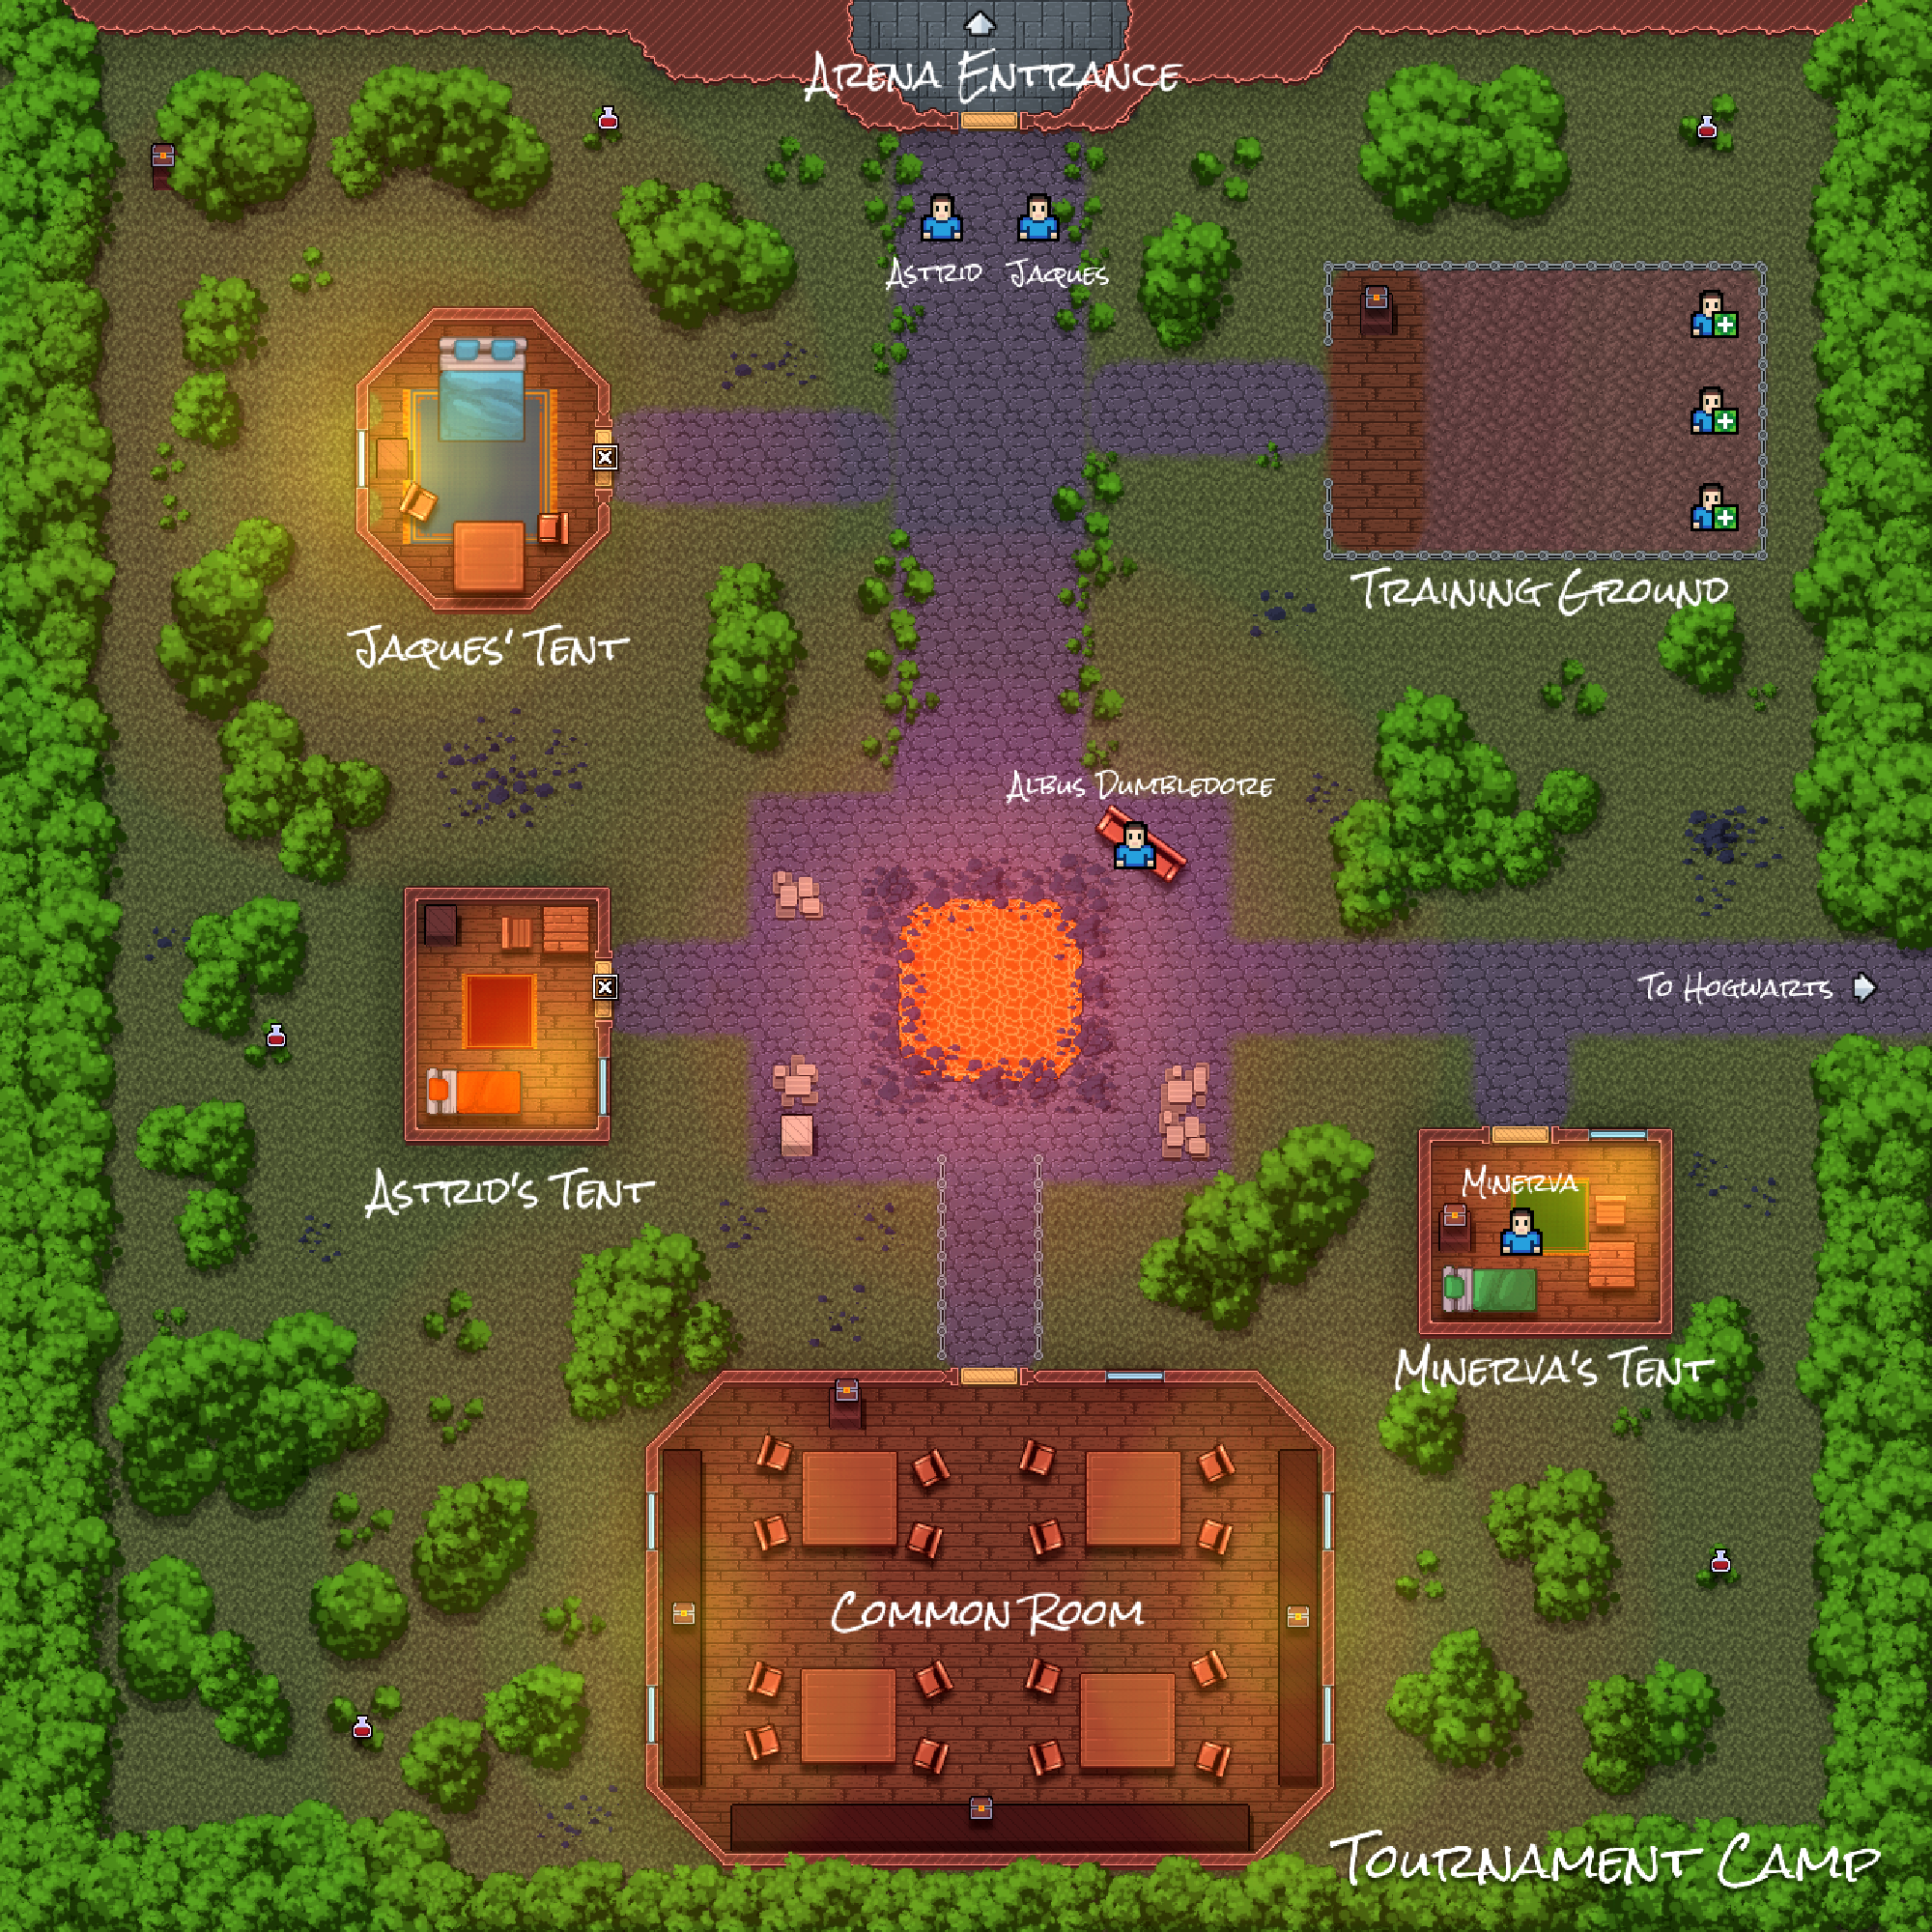 Arena Entrance
Astrid
Jaques
Training Ground
Jaques' Tent
Albus Dumbledore
To Hogwarts
Astrid's Tent
Minerva
Minerva's Tent
Common Room
Tournament Camp